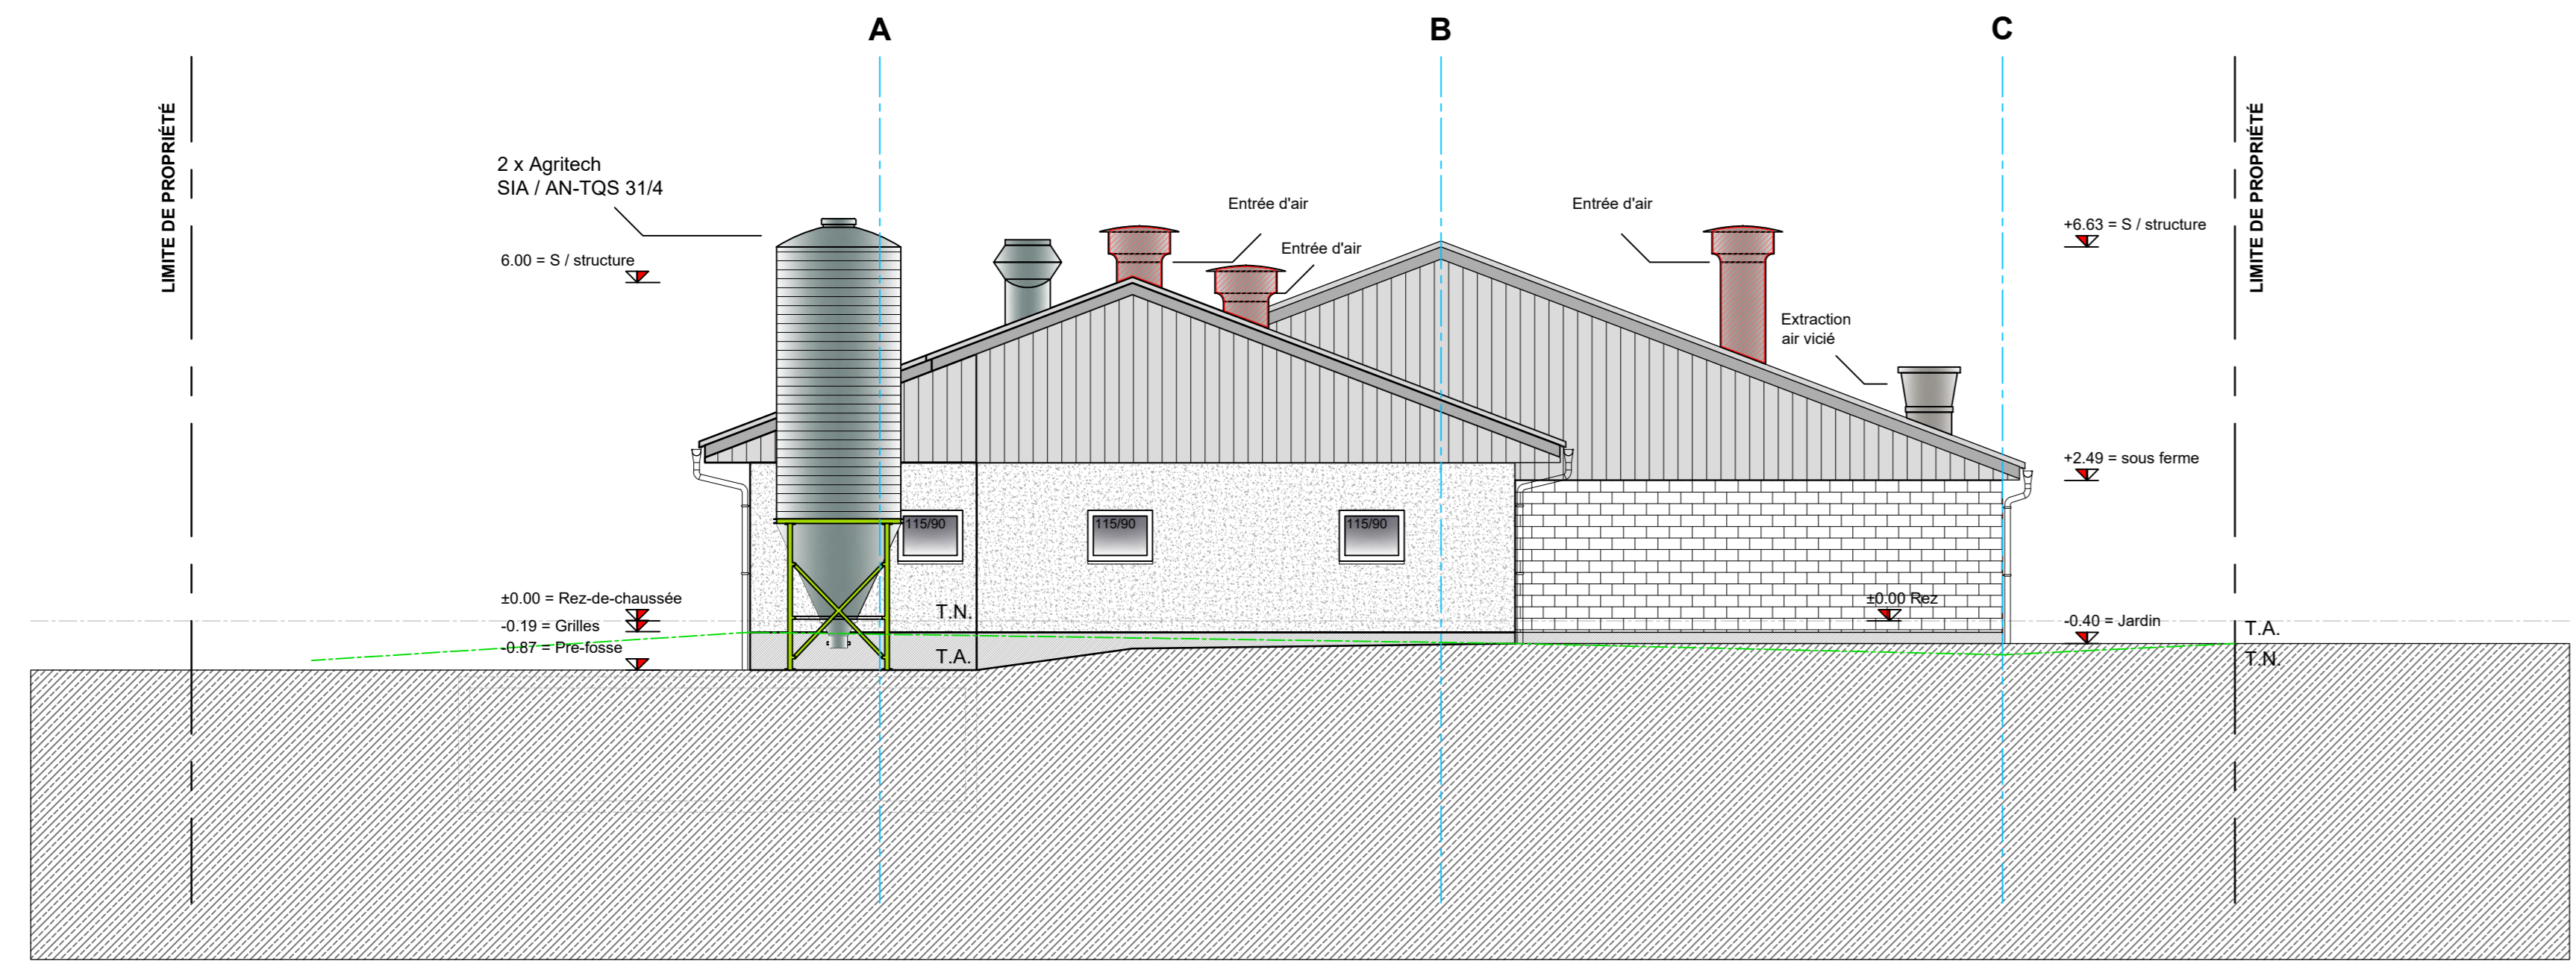 A
B
C
LIMITE DE PROPRIÉTÉ
LIMITE DE PROPRIÉTÉ
2 x Agritech
SIA / AN-TQS 31/4
Entrée d'air
Entrée d'air
Entrée d'air
+6.63 = S / structure
6.00 = S / structure
Extraction
air vicié
+2.49 = sous ferme
115/90
115/90
115/90
±0.00 = Rez-de-chaussée
-0.19 = Grilles
-0.87 = Pre-fosse
T.N.
T.A.
±0.00 Rez
-0.40 = Jardin
T.A.
T.N.